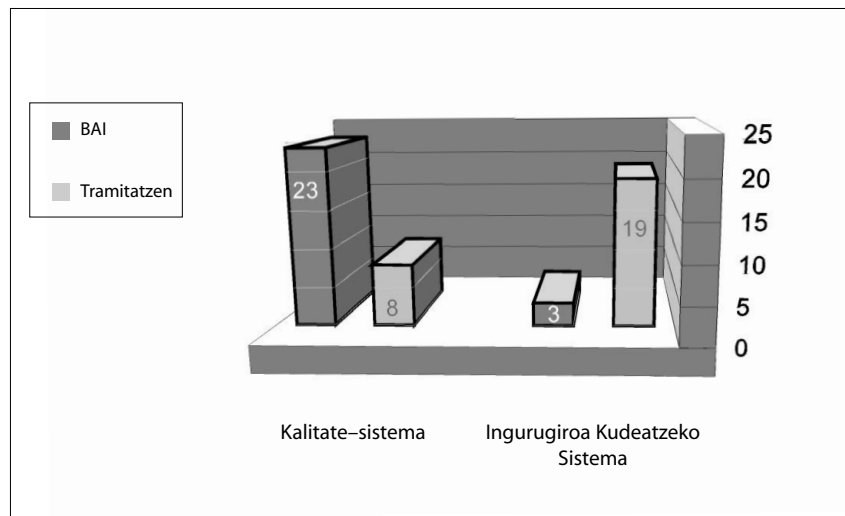 BAI
Tramitatzen
23
8
3
19
25
20
15
10
5
0
Kalitate–sistema
Ingurugiroa Kudeatzeko
Sistema